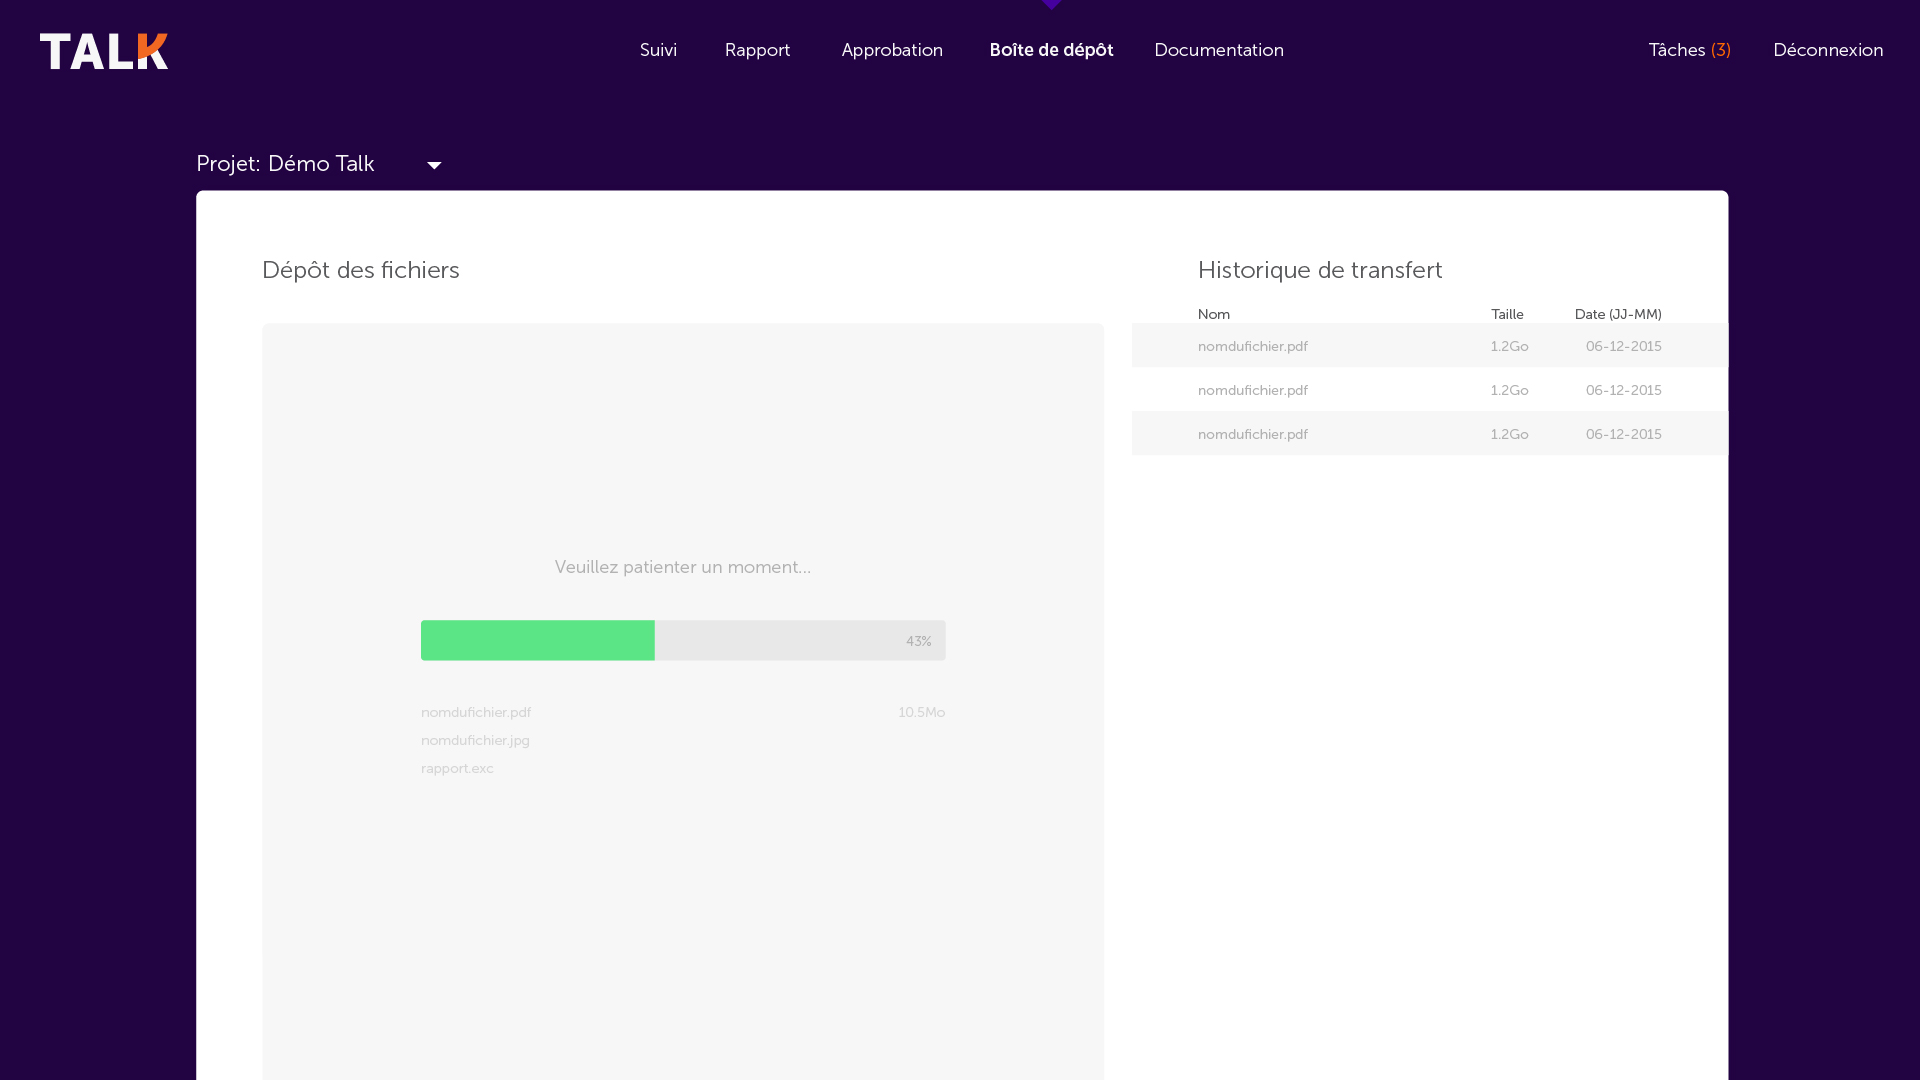 TALK
Suivi Rapport Approbation Boîte de dépôt Documentation Tâches (3) Déconnexion
Projet: Démo Talk
Dépôt des fichiers
Veuillez patienter un moment...
43%
nomdufichier.pdf 10.5Mo
nomdufichier.jpg
rapport.exc
Historique de transfert
Nom Taille Date (JJ-MM)
nomdufichier.pdf 1.2Go 06-12-2015
nomdufichier.pdf 1.2Go 06-12-2015
nomdufichier.pdf 1.2Go 06-12-2015